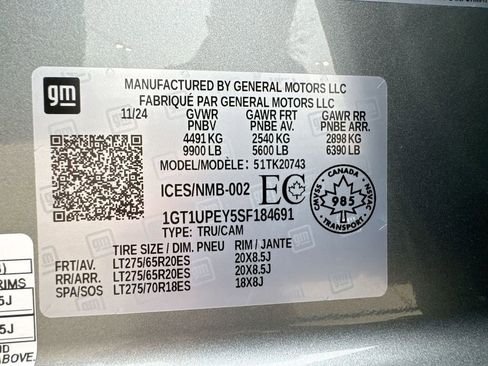 gm
MANUFACTURED BY GENERAL MOTORS LLC
FABRIQUÉ PAR GENERAL MOTORS LLC
11/24 GVWR GAWR FRT GAWR RR
PNBV PNBE AV. PNBE ARR.
4491 KG 2540 KG 2898 KG
9900 LB 5600 LB 6390 LB
MODEL/MODÈLE: 51TK20743
ICES/NMB-002 EC
CMVSS 985 NSVAC
TRANSPORT CANADA
1GT1UPEY5SF184691
TYPE: TRU/CAM
TIRE SIZE / DIM. PNEU RIM / JANTE
FRT/AV. LT275/65R20ES 20X8.5J
RR/ARR. LT275/65R20ES 20X8.5J
SPA/SOS LT275/70R18ES 18X8J
RIMS
5J
.5J
ABOVE.